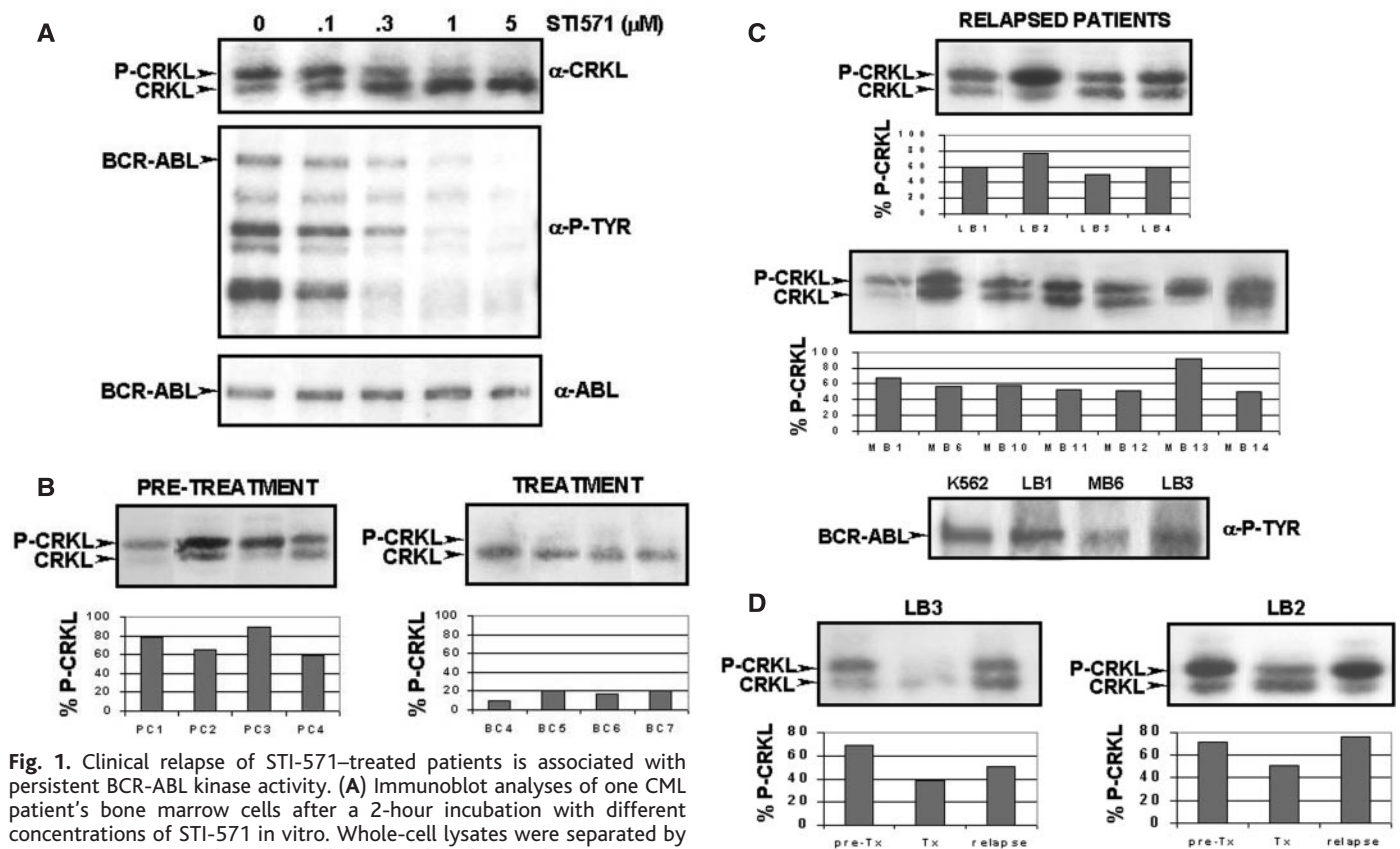 A
0 .1 .3 1 5 STI571 (μM)
P-CRKL
CRKL
α-CRKL
BCR-ABL
α-P-TYR
BCR-ABL
α-ABL
B
PRE-TREATMENT
P-CRKL
CRKL
% P-CRKL
100
80
60
40
20
0
PC1 PC2 PC3 PC4
TREATMENT
P-CRKL
CRKL
% P-CRKL
100
80
60
40
20
0
BC4 BC5 BC6 BC7
Fig. 1. Clinical relapse of STI-571–treated patients is associated with
persistent BCR-ABL kinase activity. (A) Immunoblot analyses of one CML
patient's bone marrow cells after a 2-hour incubation with different
concentrations of STI-571 in vitro. Whole-cell lysates were separated by
C
RELAPSED PATIENTS
P-CRKL
CRKL
% P-CRKL
100
80
60
40
20
0
LB1 LB2 LB3 LB4
P-CRKL
CRKL
% P-CRKL
100
80
60
40
20
0
MB1 MB6 MB10 MB11 MB12 MB13 MB14
K562 LB1 MB6 LB3
BCR-ABL
α-P-TYR
D
LB3
P-CRKL
CRKL
% P-CRKL
80
60
40
20
0
pre-Tx Tx relapse
LB2
P-CRKL
CRKL
% P-CRKL
80
60
40
20
0
pre-Tx Tx relapse